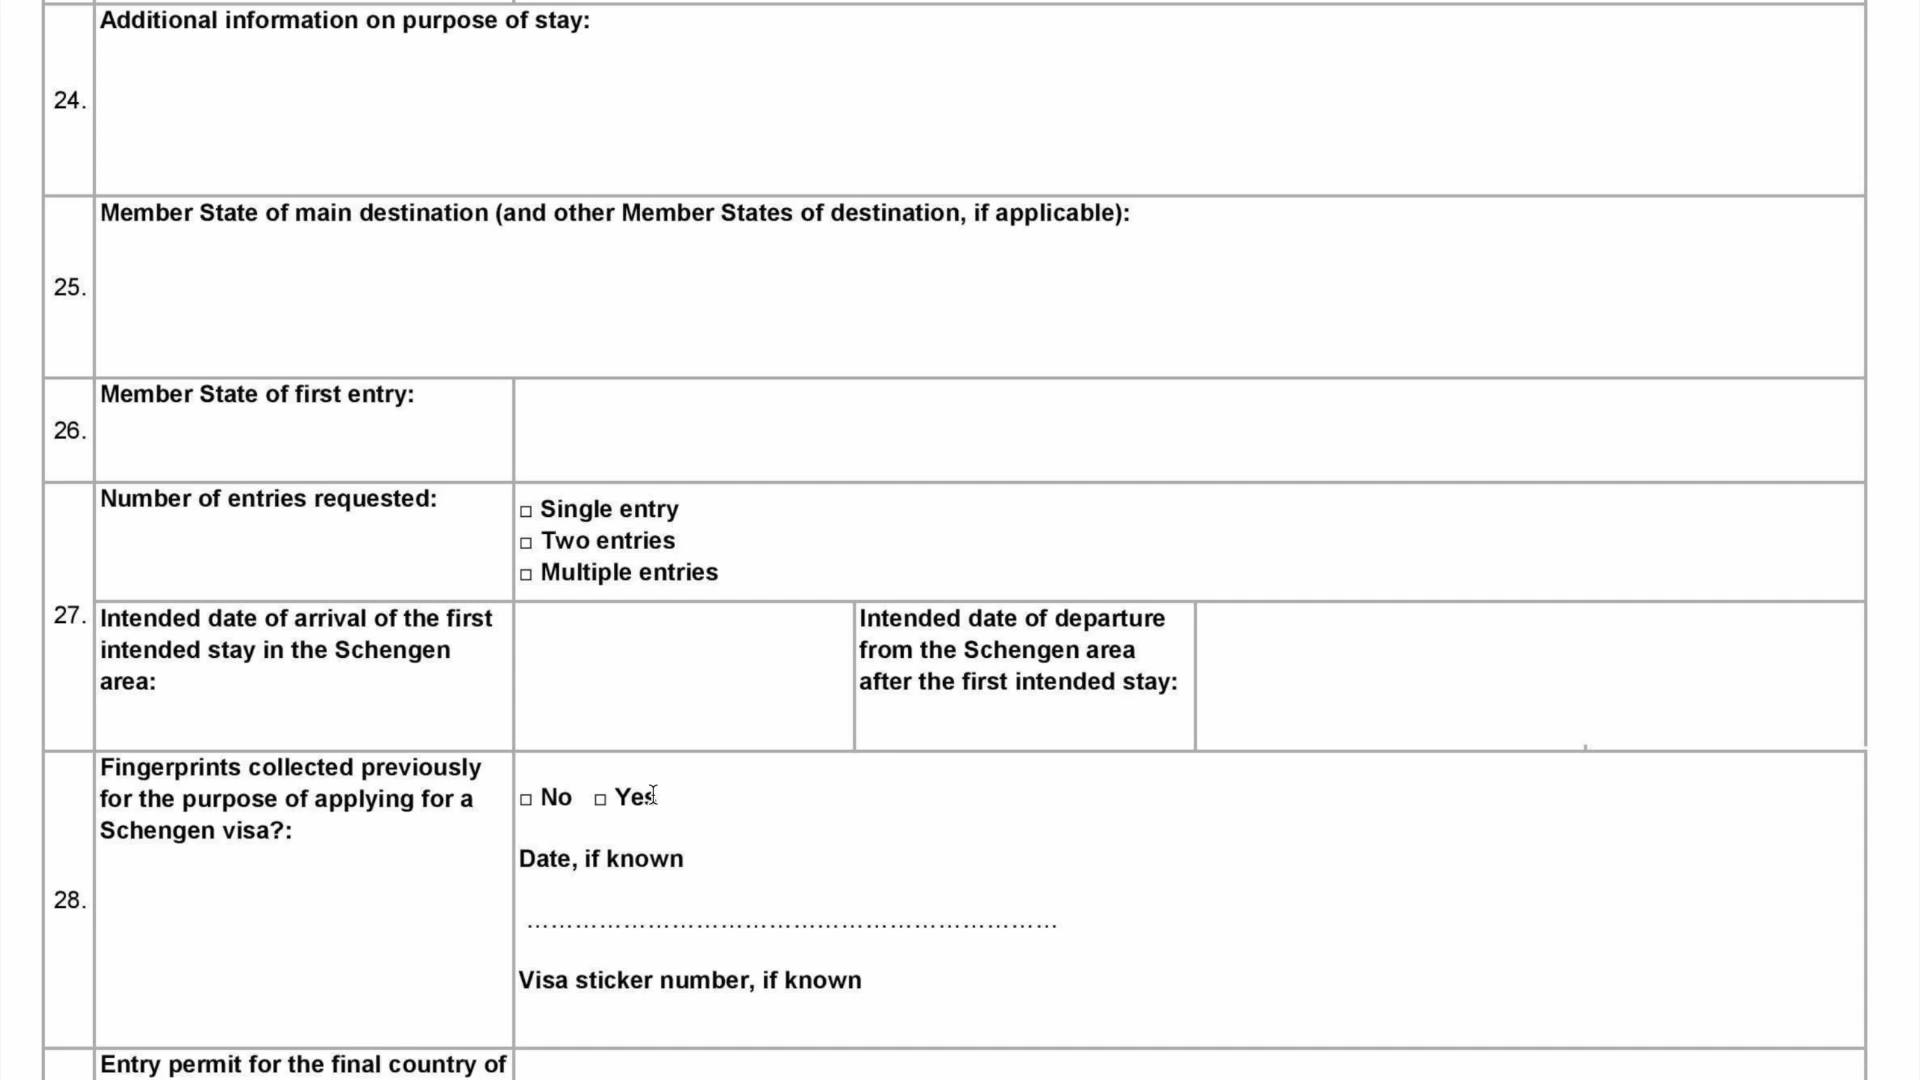 Additional information on purpose of stay:
24.
Member State of main destination (and other Member States of destination, if applicable):
25.
Member State of first entry:
26.
Number of entries requested:
□ Single entry
□ Two entries
□ Multiple entries
27.
Intended date of arrival of the first
intended stay in the Schengen
area:
Intended date of departure
from the Schengen area
after the first intended stay:
Fingerprints collected previously
for the purpose of applying for a
Schengen visa?:
□ No □ Yes
Date, if known
……………………………………………………………
28.
Visa sticker number, if known
Entry permit for the final country of